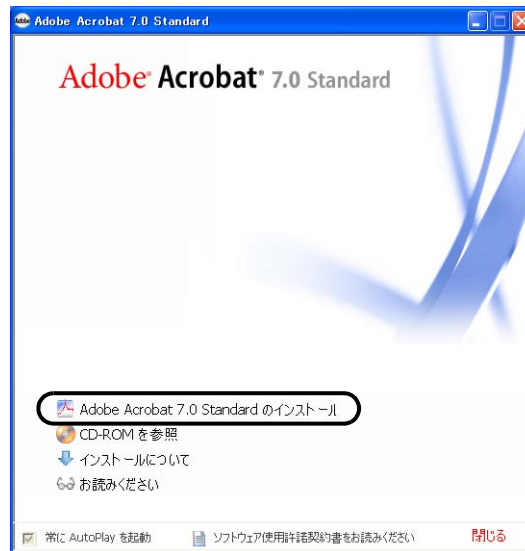 Adobe Acrobat 7.0 Standard
Adobe® Acrobat® 7.0 Standard
Adobe Acrobat 7.0 Standard のインストール
CD-ROM を参照
インストールについて
お読みください
常に AutoPlay を起動 ソフトウェア使用許諾契約書をお読みください 閉じる